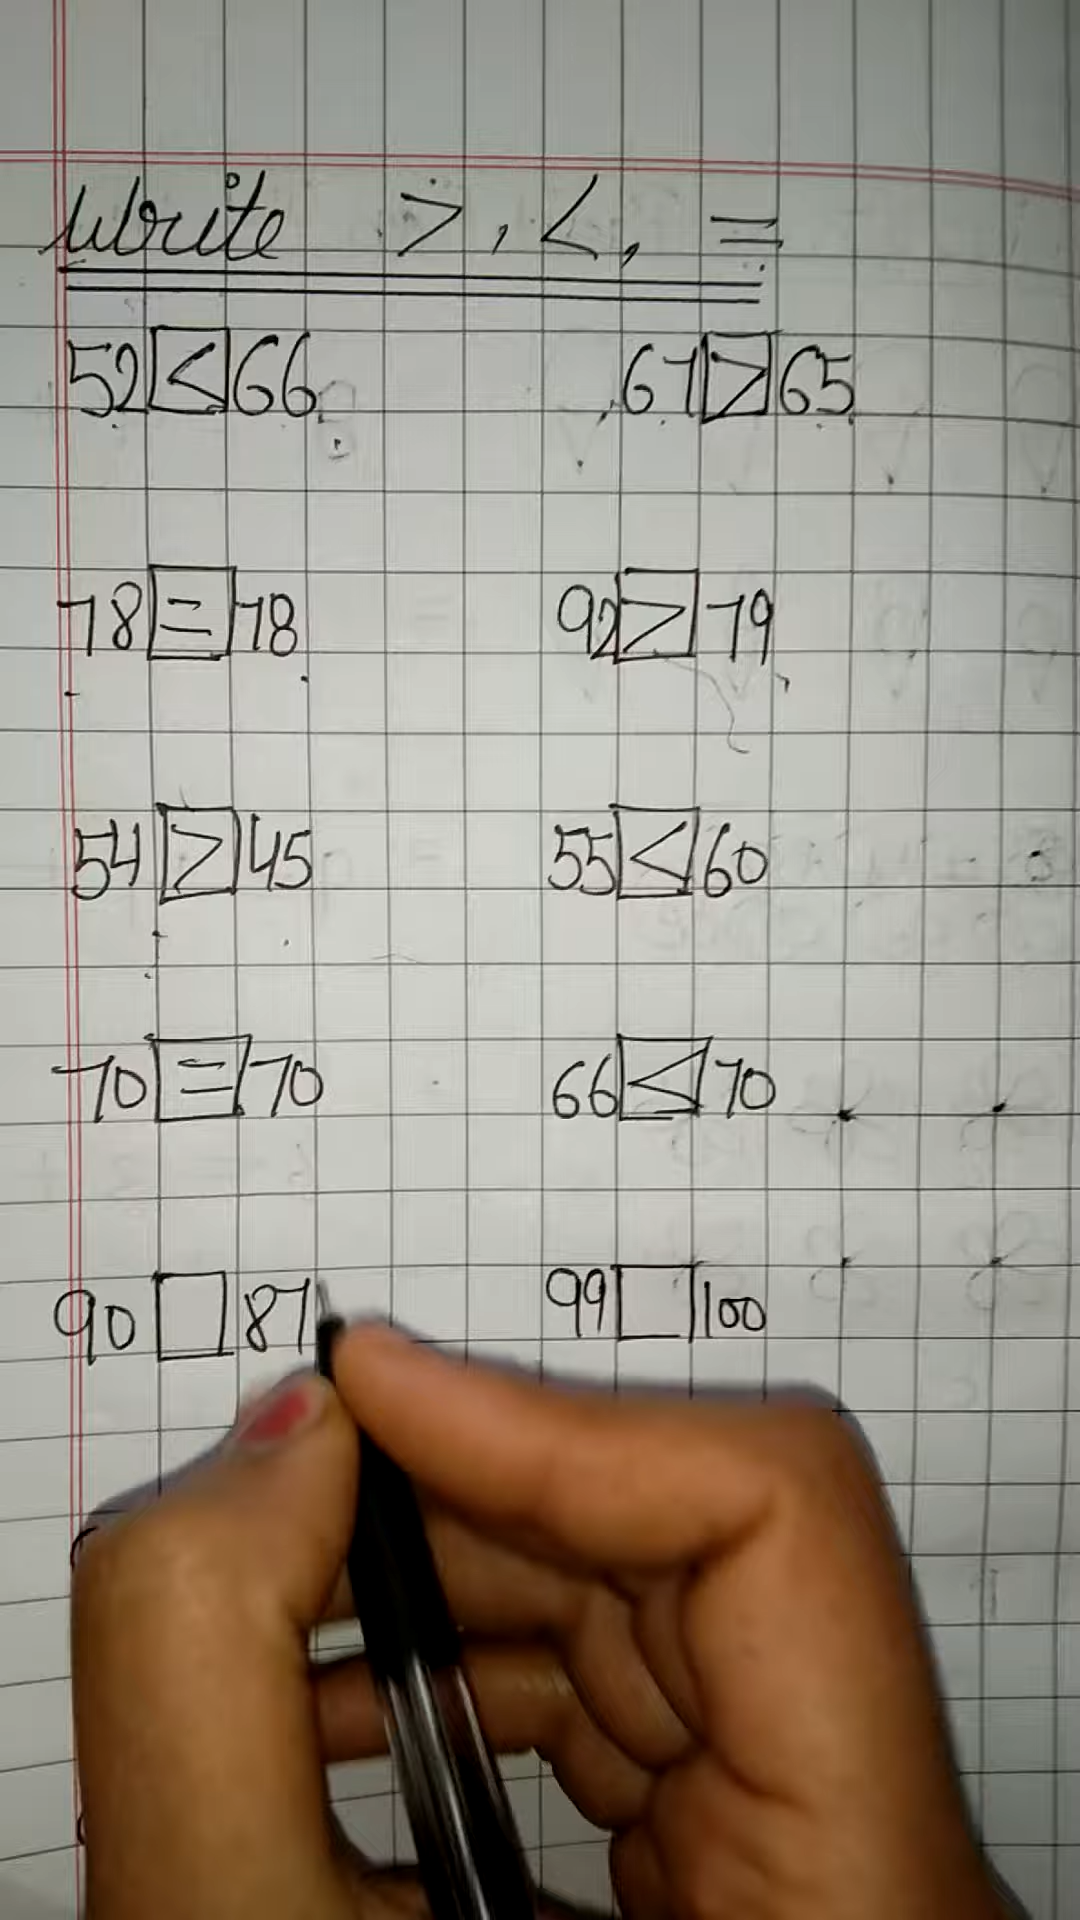 Write >, <, =
52 < 66 67 > 65
78 = 78 92 > 79
54 > 45 55 < 60
70 = 70 66 < 70
90 □ 87 99 □ 100